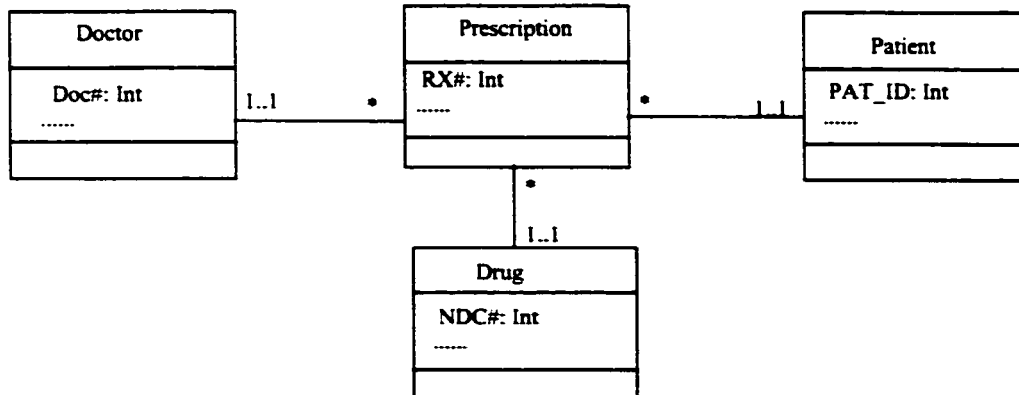 Doctor
Doc#: Int
......
1..1
*
Prescription
RX#: Int
......
*
1..1
Patient
PAT_ID: Int
......
*
1..1
Drug
NDC#: Int
......